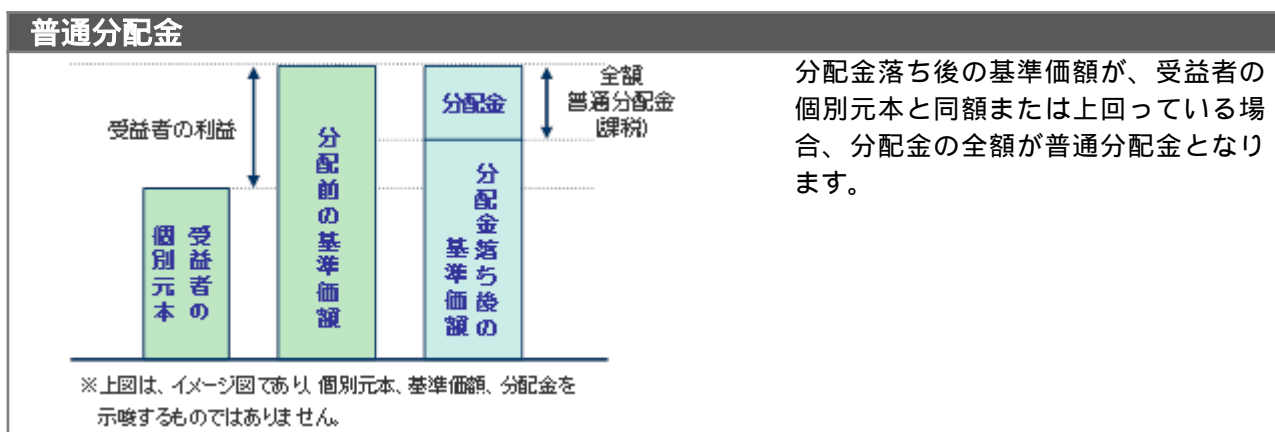 普通分配金
受益者の利益
受益者の
個別元本
分配前の基準価額
分配金
分配金落ち後の
基準価額
全額
普通分配金
(課税)
分配金落ち後の基準価額が、受益者の
個別元本と同額または上回っている場
合、分配金の全額が普通分配金となり
ます。
※上図は、イメージ図であり、個別元本、基準価額、分配金を
示唆するものではありません。